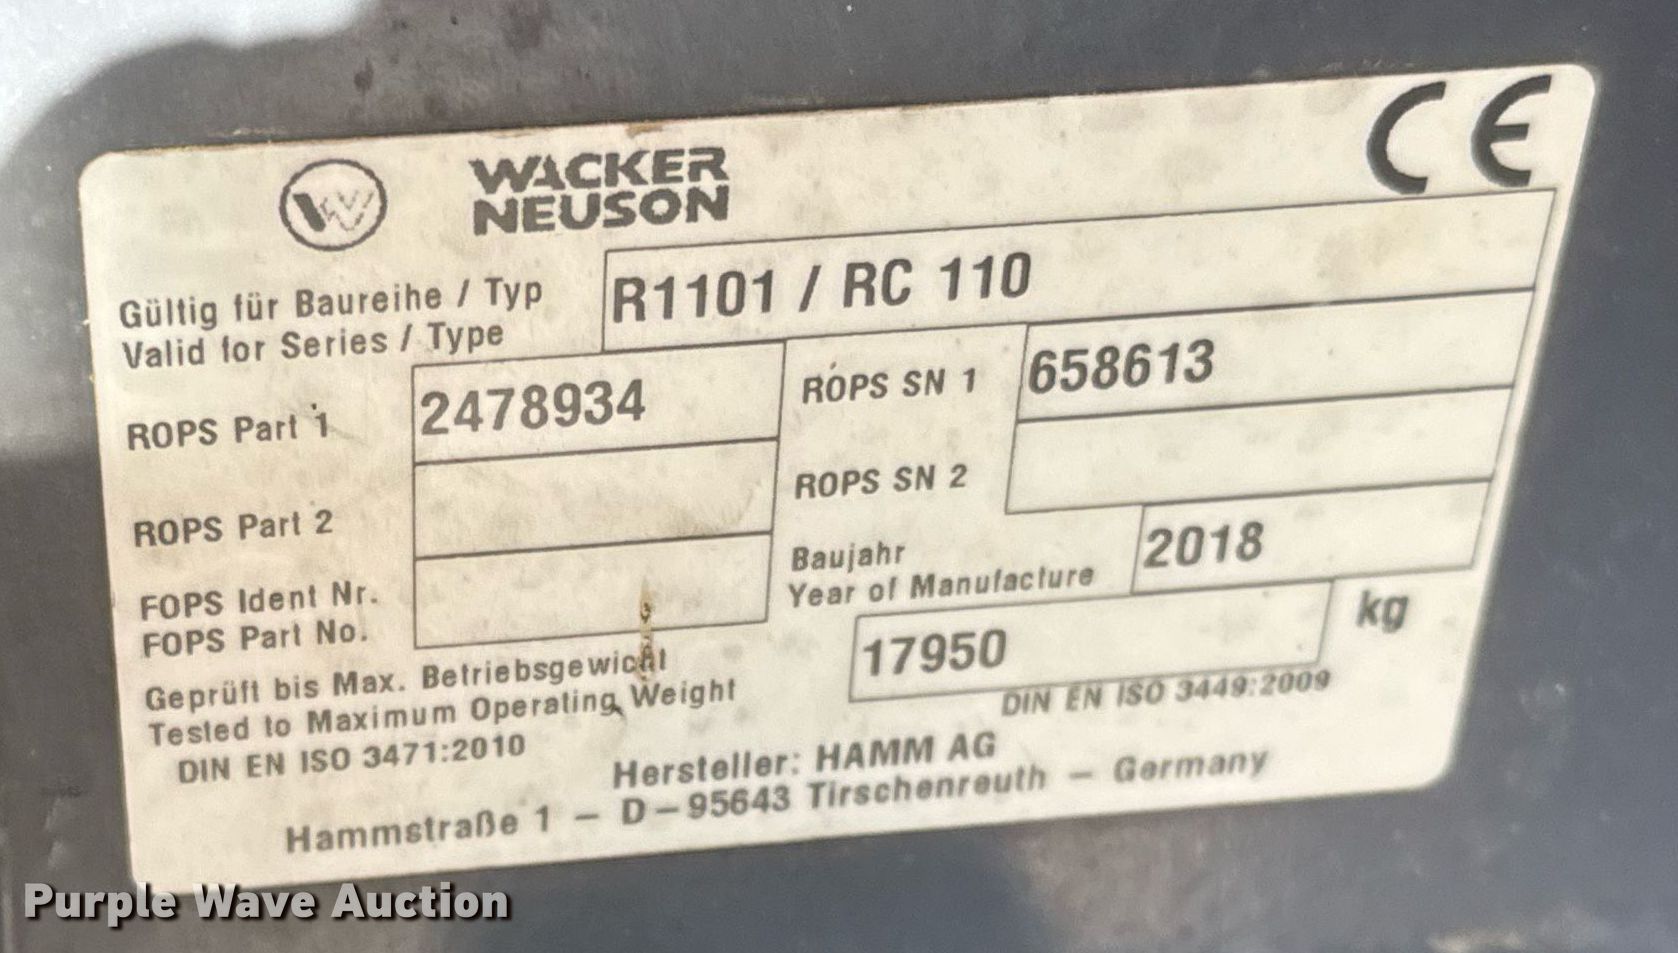 WACKER
NEUSON
CE
Gültig für Baureihe / Typ
Valid for Series / Type
R1101 / RC 110
ROPS Part 1
2478934
ROPS SN 1
658613
ROPS Part 2
ROPS SN 2
FOPS Ident Nr.
FOPS Part No.
Baujahr
Year of Manufacture
2018
Geprüft bis Max. Betriebsgewicht
Tested to Maximum Operating Weight
17950
kg
DIN EN ISO 3471:2010
DIN EN ISO 3449:2009
Hersteller: HAMM AG
Hammstraße 1 – D–95643 Tirschenreuth – Germany
Purple Wave Auction